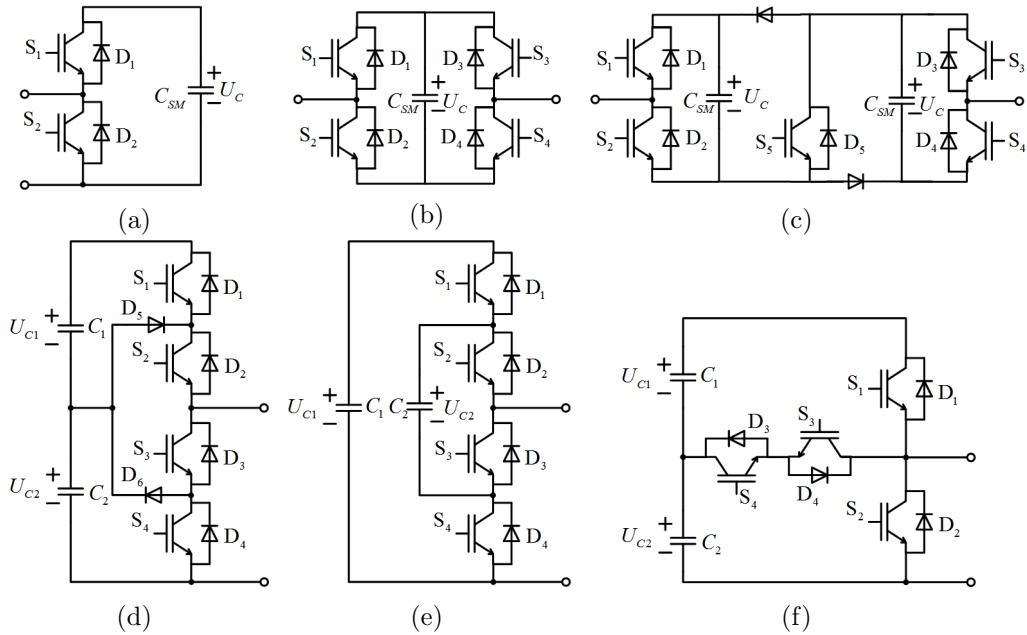 S1
D1
S2
D2
CSM
+
−
UC
(a)
S1
D1
D3
S3
CSM
+
−
UC
S2
D2
D4
S4
(b)
S1
D1
CSM
+
−
UC
S2
D2
S5
D5
CSM
+
−
UC
D3
S3
D4
S4
(c)
S1
D1
D5
UC1
+
−
C1
S2
D2
S3
D3
D6
UC2
+
−
C2
S4
D4
(d)
S1
D1
S2
D2
UC1
+
−
C1
C2
+
−
UC2
S3
D3
S4
D4
(e)
UC1
+
−
C1
S1
D1
D3
S3
S4
D4
UC2
+
−
C2
S2
D2
(f)